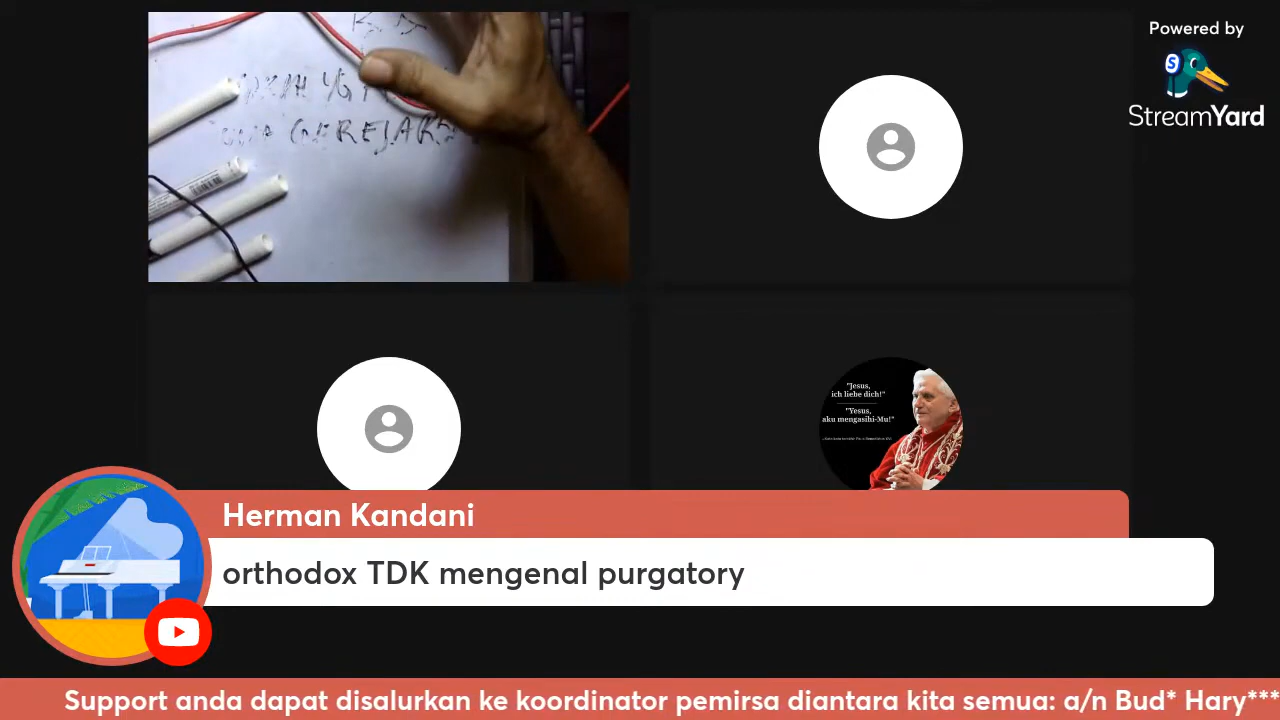 Powered by
StreamYard
"Jesus,
ich liebe dich!"
"Yesus,
aku mengasihi-Mu!"
Herman Kandani
orthodox TDK mengenal purgatory
Support anda dapat disalurkan ke koordinator pemirsa diantara kita semua: a/n Bud* Hary***